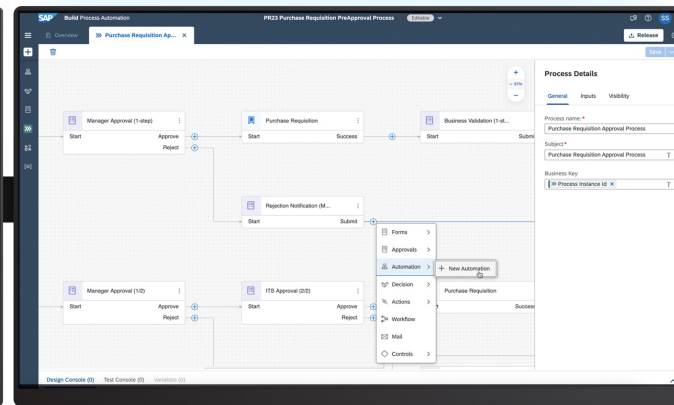 SAP Build Process Automation
PR23 Purchase Requisition PreApproval Process Editable
SS
Overview
Purchase Requisition Ap... ×
Release
Save
97%
Process Details
General Inputs Visibility
Process name: *
Purchase Requisition Approval Process
Subject *
Purchase Requisition Approval Process T
Business Key
Process Instance Id × T
Manager Approval (1-step)
Start Approve
Reject
Purchase Requisition
Start Success
Business Validation (1-st...
Start Submi
Rejection Notification (M...
Start Submit
Forms
Approvals
Automation
+ New Automation
Decision
Actions
Workflow
Mail
Controls
Manager Approval (1/2)
Start Approve
Reject
ITS Approval (2/2)
Start Approve
Reject
Purchase Requisition
Success
Design Console (0) Test Console (0) Variables (0)